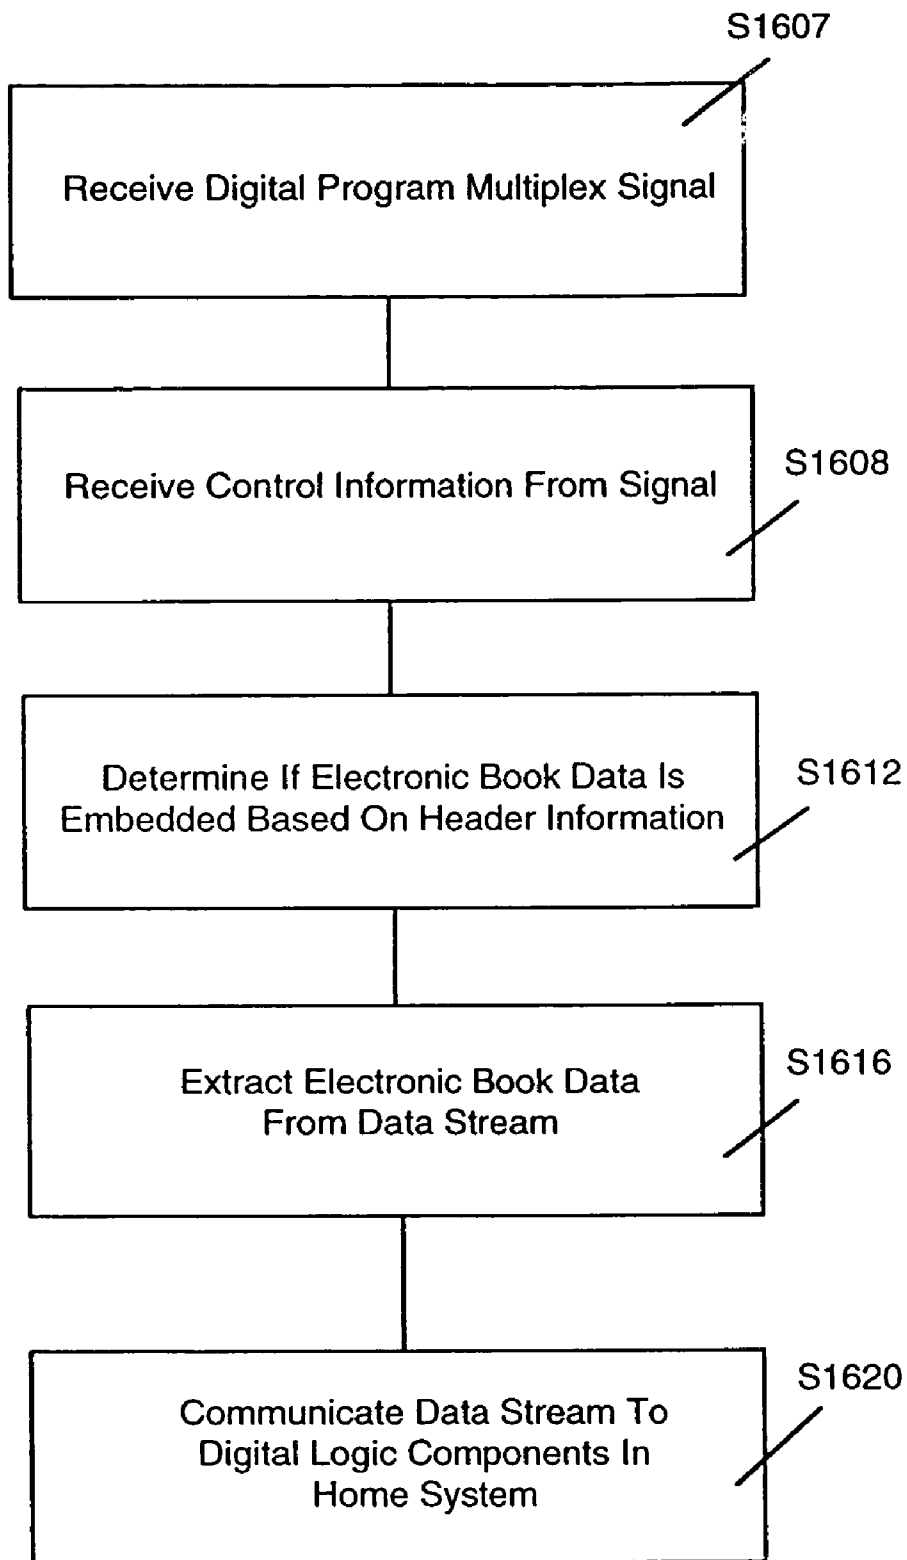 S1607
Receive Digital Program Multiplex Signal
S1608
Receive Control Information From Signal
S1612
Determine If Electronic Book Data Is
Embedded Based On Header Information
S1616
Extract Electronic Book Data
From Data Stream
S1620
Communicate Data Stream To
Digital Logic Components In
Home System